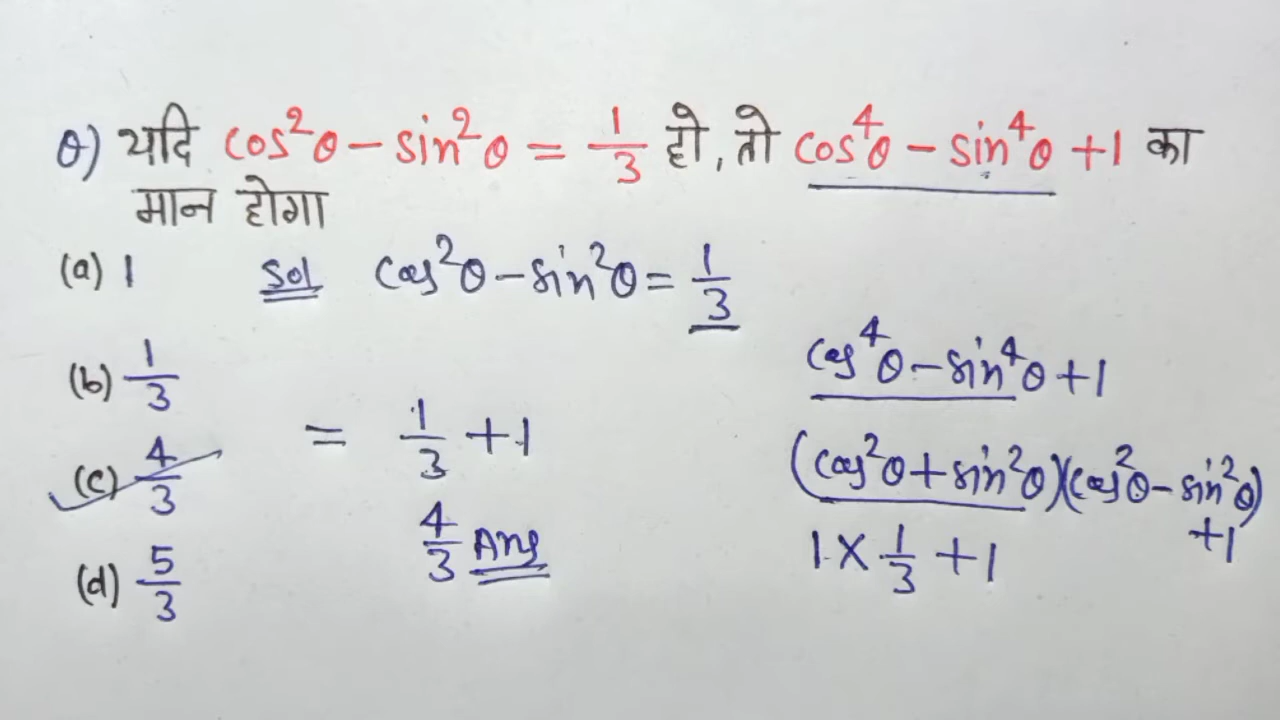 Q) यदि cos²θ - sin²θ = 1/3 हो, तो cos⁴θ - sin⁴θ + 1 का
मान होगा
(a) 1
(b) 1/3
(c) 4/3
(d) 5/3
Sol cos²θ - sin²θ = 1/3
cos⁴θ - sin⁴θ + 1
(cos²θ + sin²θ)(cos²θ - sin²θ)
+1
1 × 1/3 + 1
= 1/3 + 1
4/3 Ans